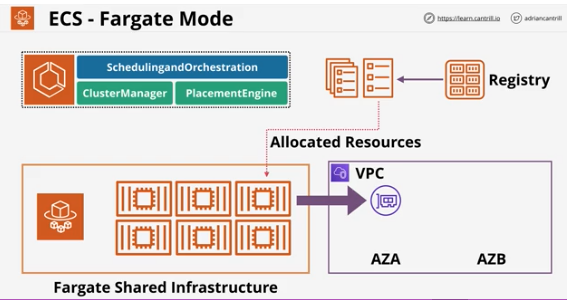 ECS - Fargate Mode
https://learn.cantrill.io
adriancantrill
SchedulingandOrchestration
ClusterManager
PlacementEngine
Registry
Allocated Resources
VPC
AZA
AZB
Fargate Shared Infrastructure